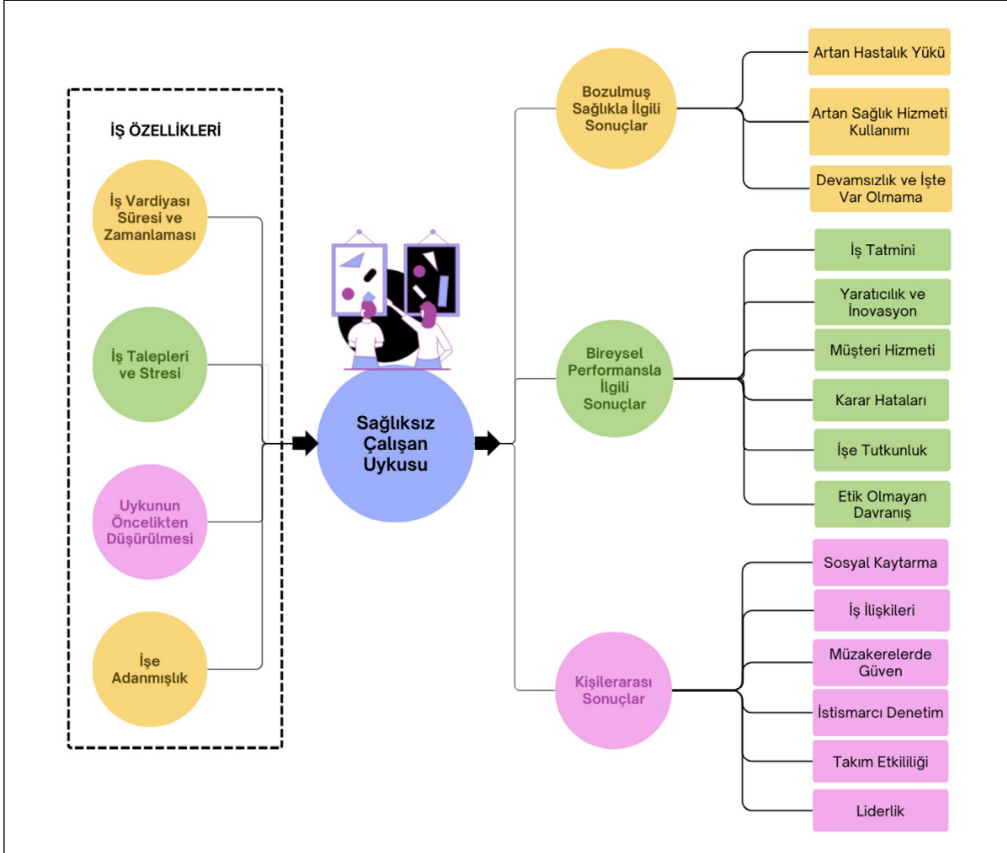 İŞ ÖZELLİKLERİ
İş Vardiyası
Süresi ve
Zamanlaması
İş Talepleri
ve Stresi
Uykunun
Öncelikten
Düşürülmesi
İşe
Adanmışlık
Sağlıksız
Çalışan
Uykusu
Bozulmuş
Sağlıkla İlgili
Sonuçlar
Artan Hastalık Yükü
Artan Sağlık Hizmeti
Kullanımı
Devamsızlık ve İşte
Var Olmama
Bireysel
Performansla
İlgili
Sonuçlar
İş Tatmini
Yaratıcılık ve
İnovasyon
Müşteri Hizmeti
Karar Hataları
İşe Tutkunluk
Etik Olmayan
Davranış
Kişilerarası
Sonuçlar
Sosyal Kaytarma
İş İlişkileri
Müzakerelerde
Güven
İstismarcı Denetim
Takım Etkililiği
Liderlik